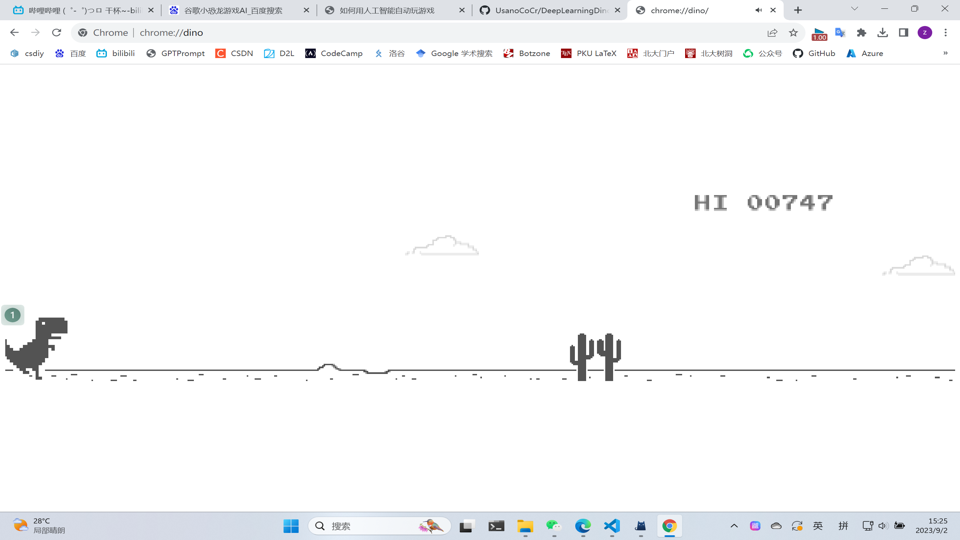 哔哩哔哩 (゜-゜)つロ 干杯~-bili
谷歌小恐龙游戏AI_百度搜索
如何用人工智能自动玩游戏
UsanoCoCr/DeepLearningDin
chrome://dino/
Chrome | chrome://dino
1.00
z
csdiy
百度
bilibili
GPTPrompt
CSDN
D2L
CodeCamp
洛谷
Google 学术搜索
Botzone
PKU LaTeX
北大门户
北大树洞
公众号
GitHub
Azure
»
HI 00747
1
28°C
局部晴朗
搜索
英
拼
15:25
2023/9/2